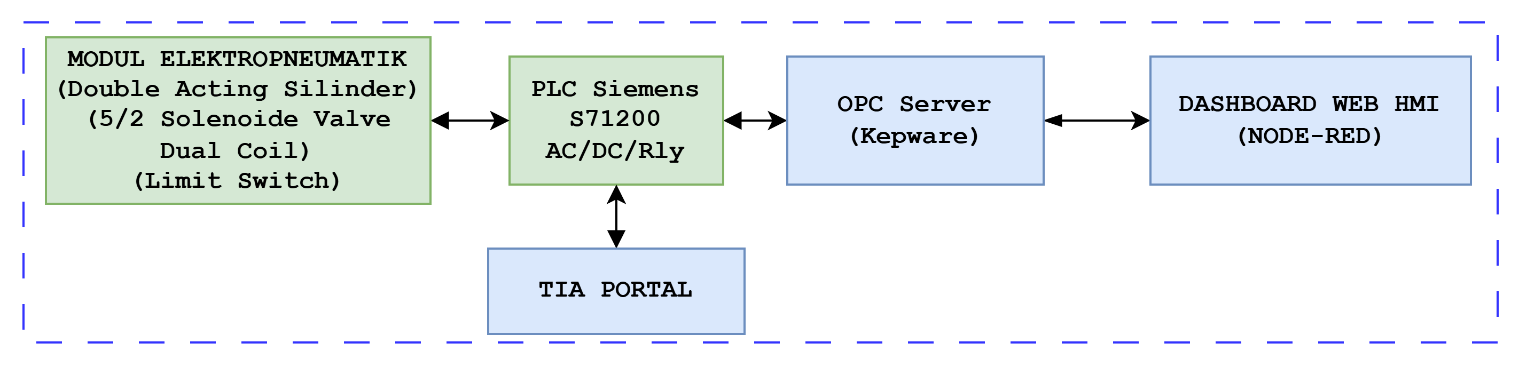 MODUL ELEKTROPNEUMATIK
(Double Acting Silinder)
(5/2 Solenoide Valve
Dual Coil)
(Limit Switch)
PLC Siemens
S71200
AC/DC/Rly
OPC Server
(Kepware)
DASHBOARD WEB HMI
(NODE-RED)
TIA PORTAL